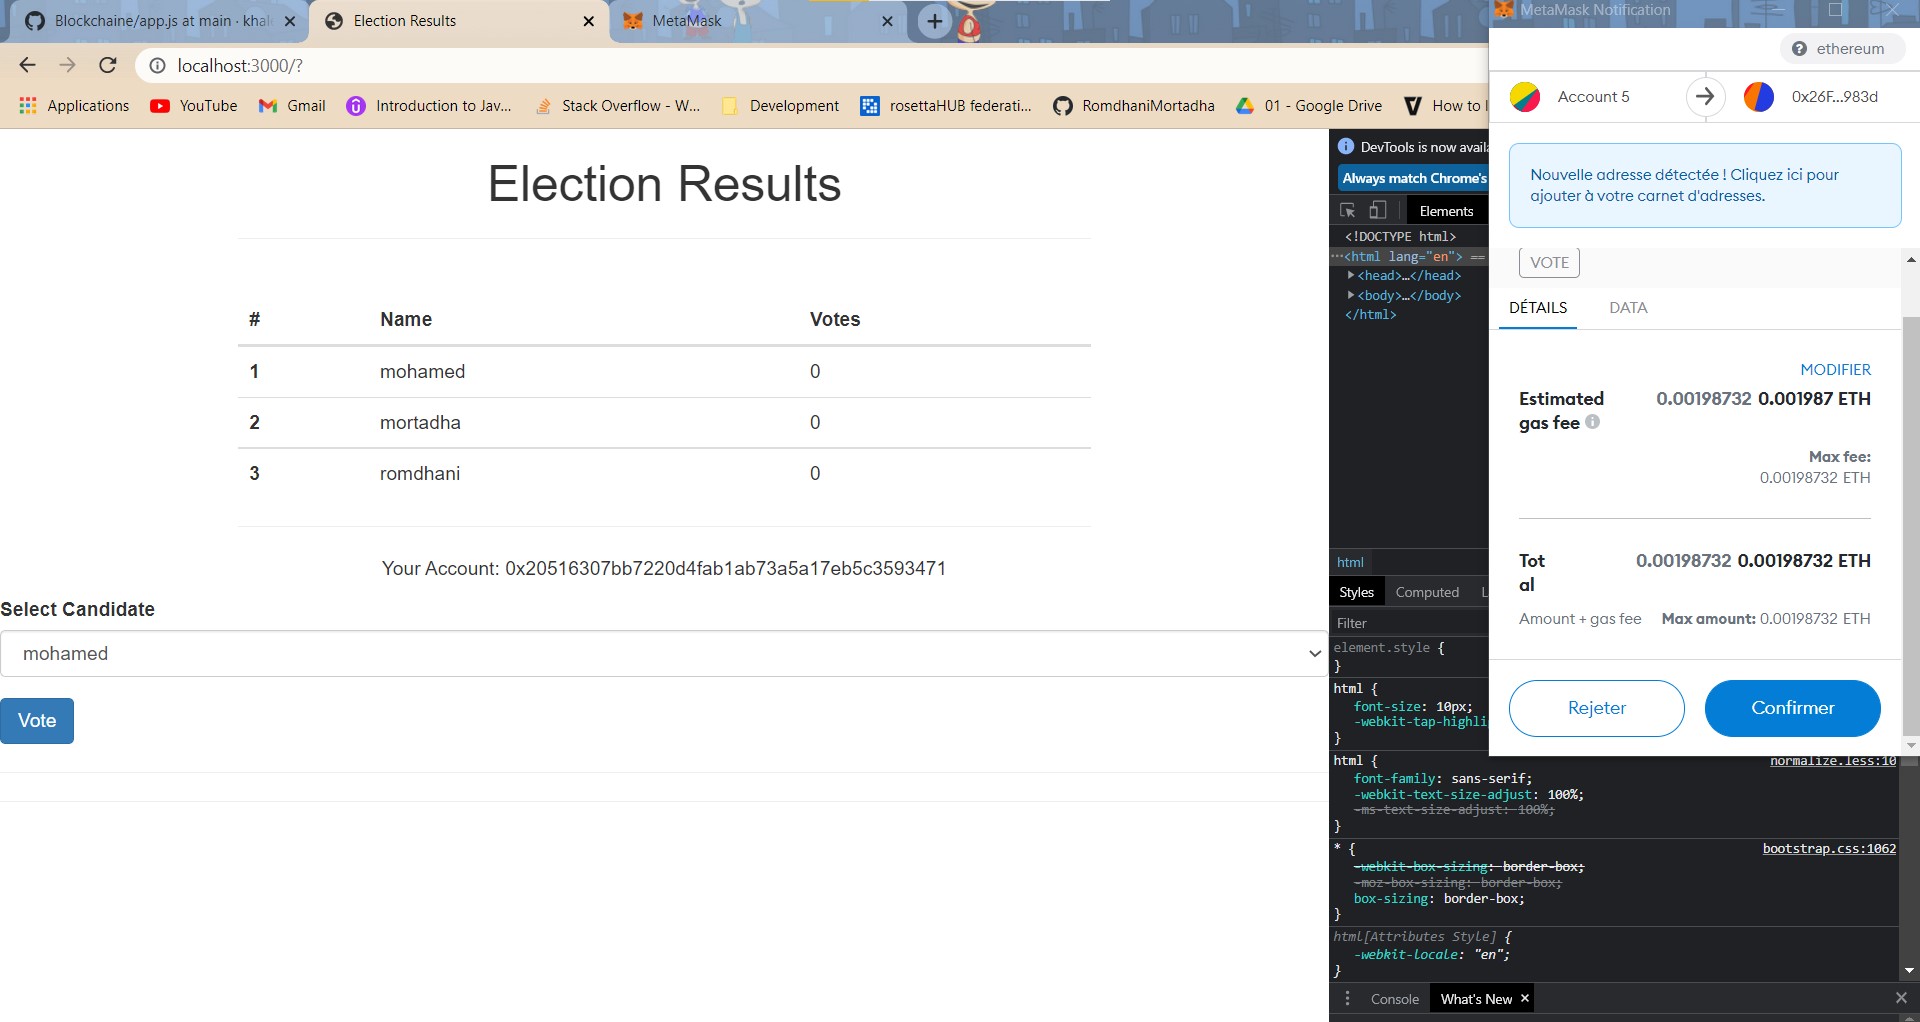 Blockchaine/app.js at main · khal
Election Results
MetaMask
MetaMask Notification
localhost:3000/?
ethereum
Applications
YouTube
Gmail
Introduction to Jav...
Stack Overflow - W...
Development
rosettaHUB federati...
RomdhaniMortadha
01 - Google Drive
How to
Account 5
0x26F...983d
Nouvelle adresse détectée ! Cliquez ici pour
ajouter à votre carnet d'adresses.
VOTE
DÉTAILS DATA
MODIFIER
Estimated
gas fee
0.00198732 0.001987 ETH
Max fee:
0.00198732 ETH
Tot
al
0.00198732 0.00198732 ETH
Amount + gas fee Max amount: 0.00198732 ETH
Rejeter
Confirmer
Election Results
# Name Votes
1 mohamed 0
2 mortadha 0
3 romdhani 0
Your Account: 0x20516307bb7220d4fab1ab73a5a17eb5c3593471
Select Candidate
mohamed
Vote
DevTools is now avail
Always match Chrome's
Elements
<!DOCTYPE html>
…<html lang="en"> ==
<head>…</head>
<body>…</body>
</html>
html
Styles Computed L
Filter
element.style {
}
html {
font-size: 10px;
-webkit-tap-highli
}
html {
normalize.less:10
font-family: sans-serif;
-webkit-text-size-adjust: 100%;
-ms-text-size-adjust: 100%;
}
* {
bootstrap.css:1062
-webkit-box-sizing: border-box;
-moz-box-sizing: border-box;
box-sizing: border-box;
}
html[Attributes Style] {
-webkit-locale: "en";
}
Console What's New